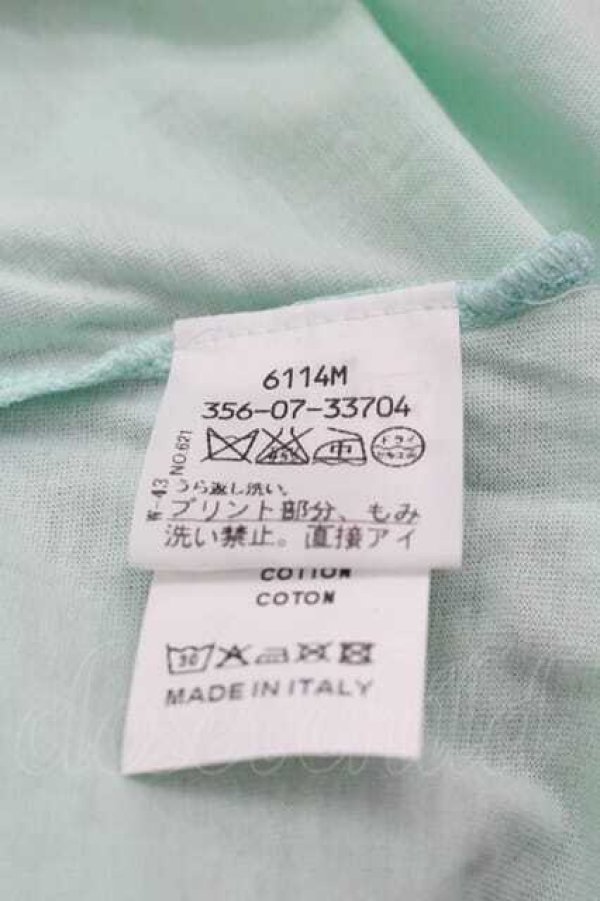 6114M
356-07-33704
NO.621
うら返し洗い。
プリント部分、もみ
洗い禁止。直接アイ
COTTON
COTON
30
MADE IN ITALY